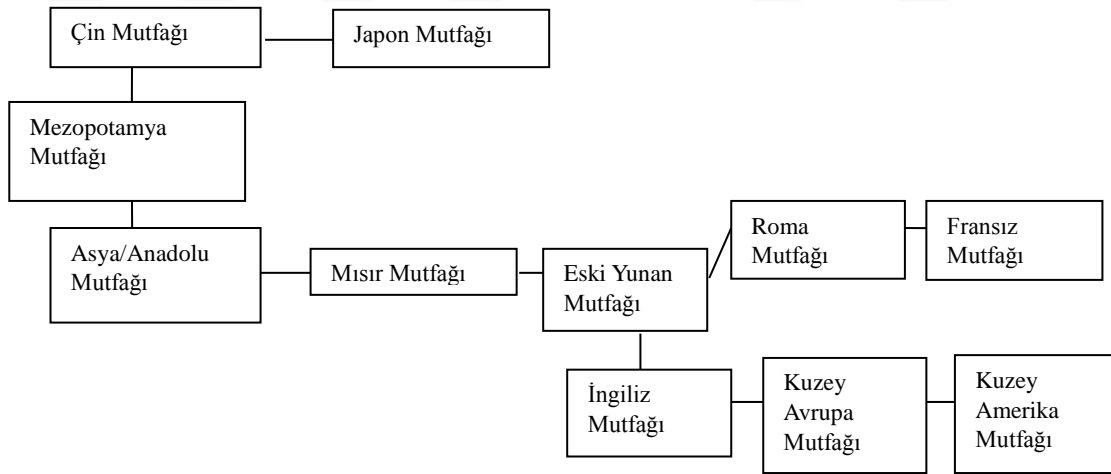 Çin Mutfağı
Japon Mutfağı
Mezopotamya
Mutfağı
Asya/Anadolu
Mutfağı
Mısır Mutfağı
Eski Yunan
Mutfağı
Roma
Mutfağı
Fransız
Mutfağı
İngiliz
Mutfağı
Kuzey
Avrupa
Mutfağı
Kuzey
Amerika
Mutfağı